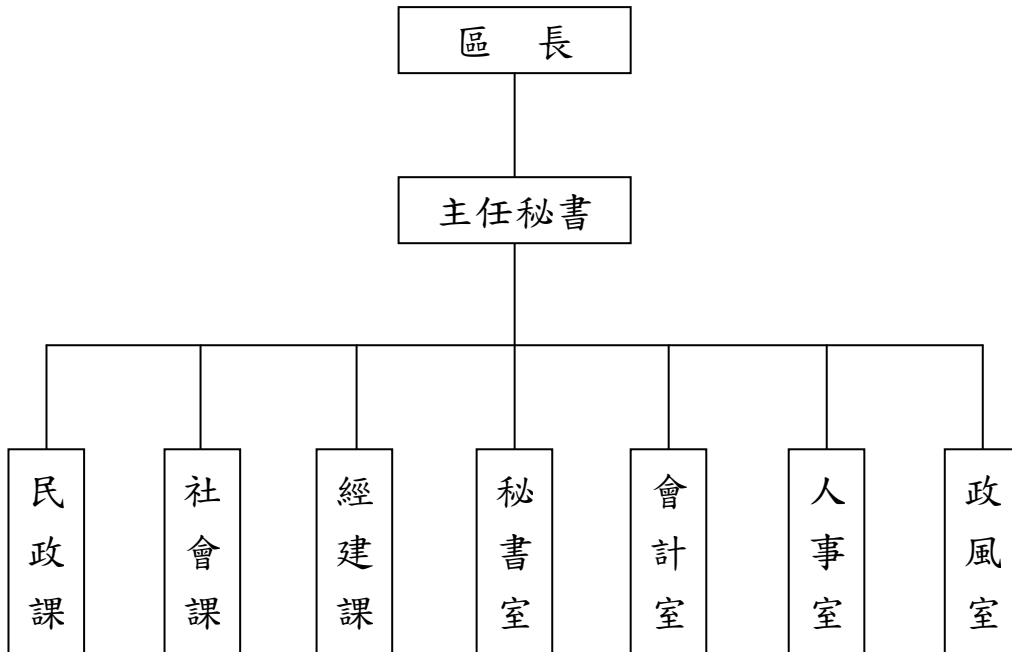 區 長
主任秘書
民政課
社會課
經建課
秘書室
會計室
人事室
政風室